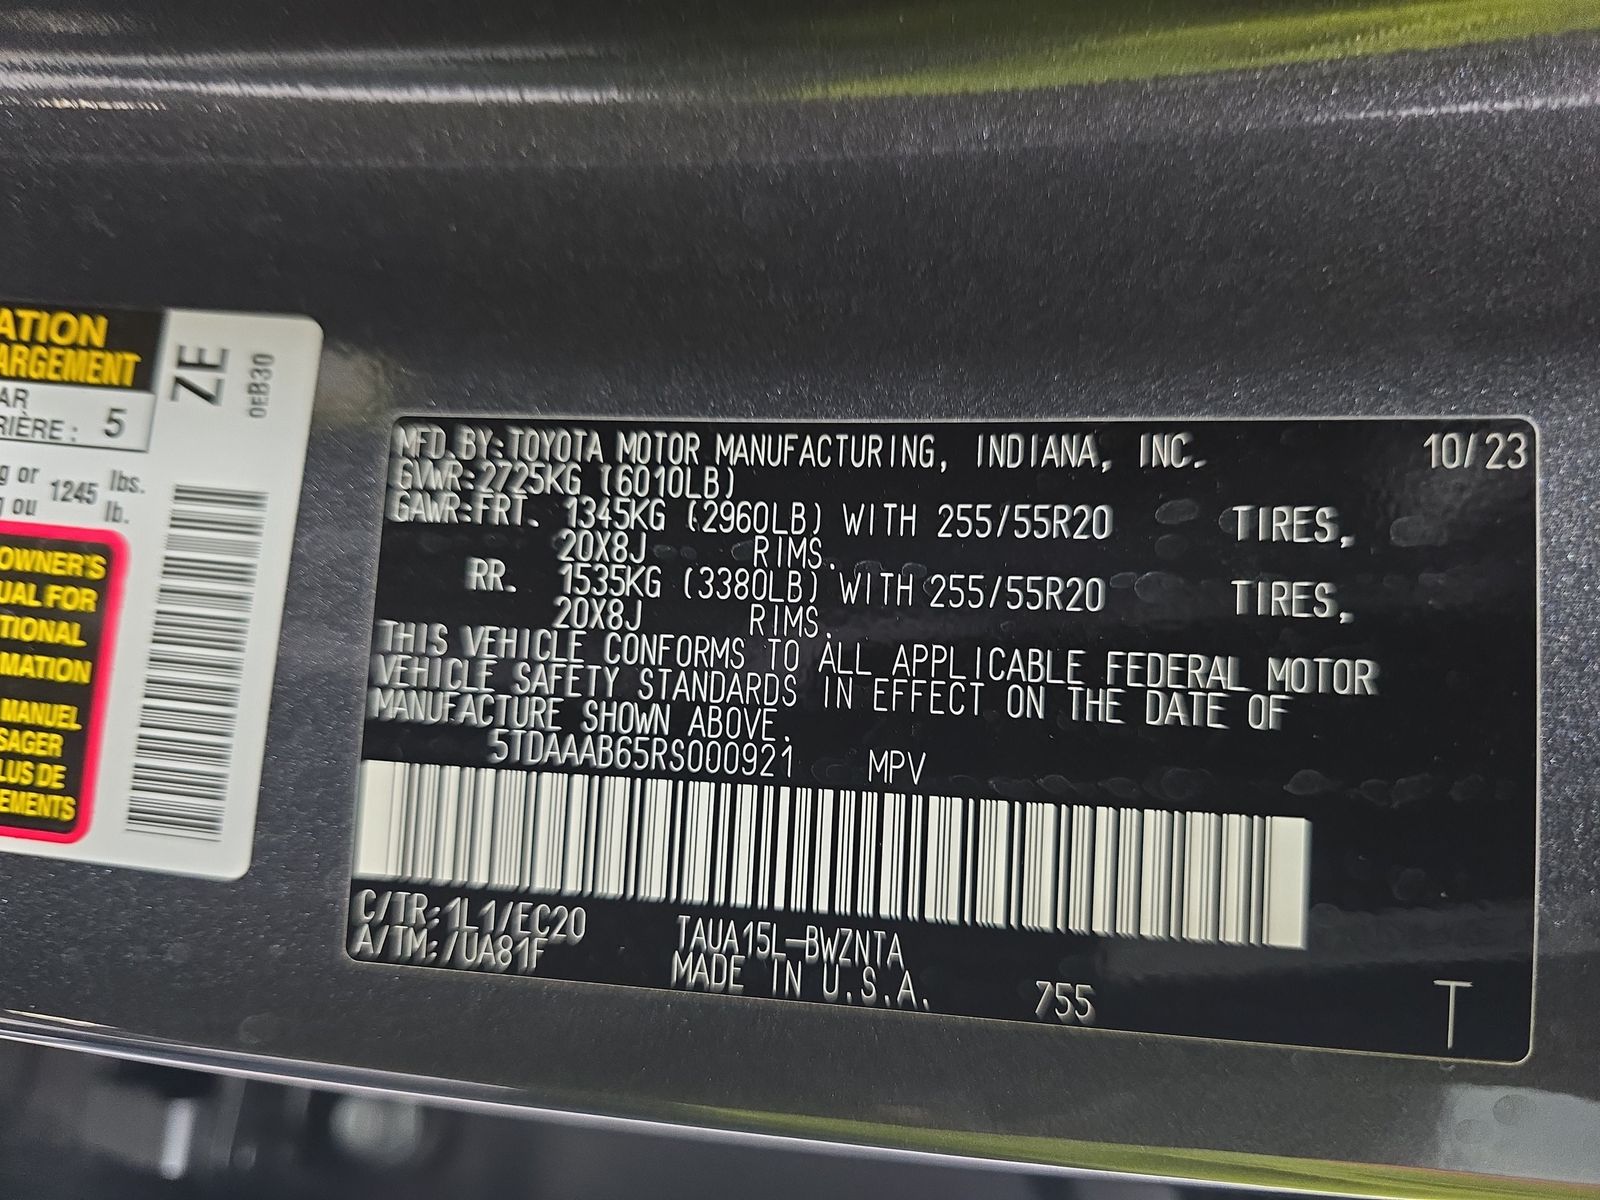 ATION
ARGEMENT
AR
RIÈRE : 5
g or 1245 lbs.
ou lb.
OWNER'S
UAL FOR
TIONAL
MATION
MANUEL
SAGER
LUS DE
EMENTS
ZE
0EB30
MFD.BY:TOYOTA MOTOR MANUFACTURING, INDIANA, INC. 10/23
GVWR:2725KG (6010LB)
GAWR:FRT. 1345KG (2960LB) WITH 255/55R20 TIRES,
20X8J RIMS.
RR. 1535KG (3380LB) WITH 255/55R20 TIRES,
20X8J RIMS.
THIS VEHICLE CONFORMS TO ALL APPLICABLE FEDERAL MOTOR
VEHICLE SAFETY STANDARDS IN EFFECT ON THE DATE OF
MANUFACTURE SHOWN ABOVE.
5TDAAAB65RS000921 MPV
C/TR:1L1/EC20 TAUA15L-BWZNTA
A/TM:/UA81F MADE IN U.S.A. 755 T